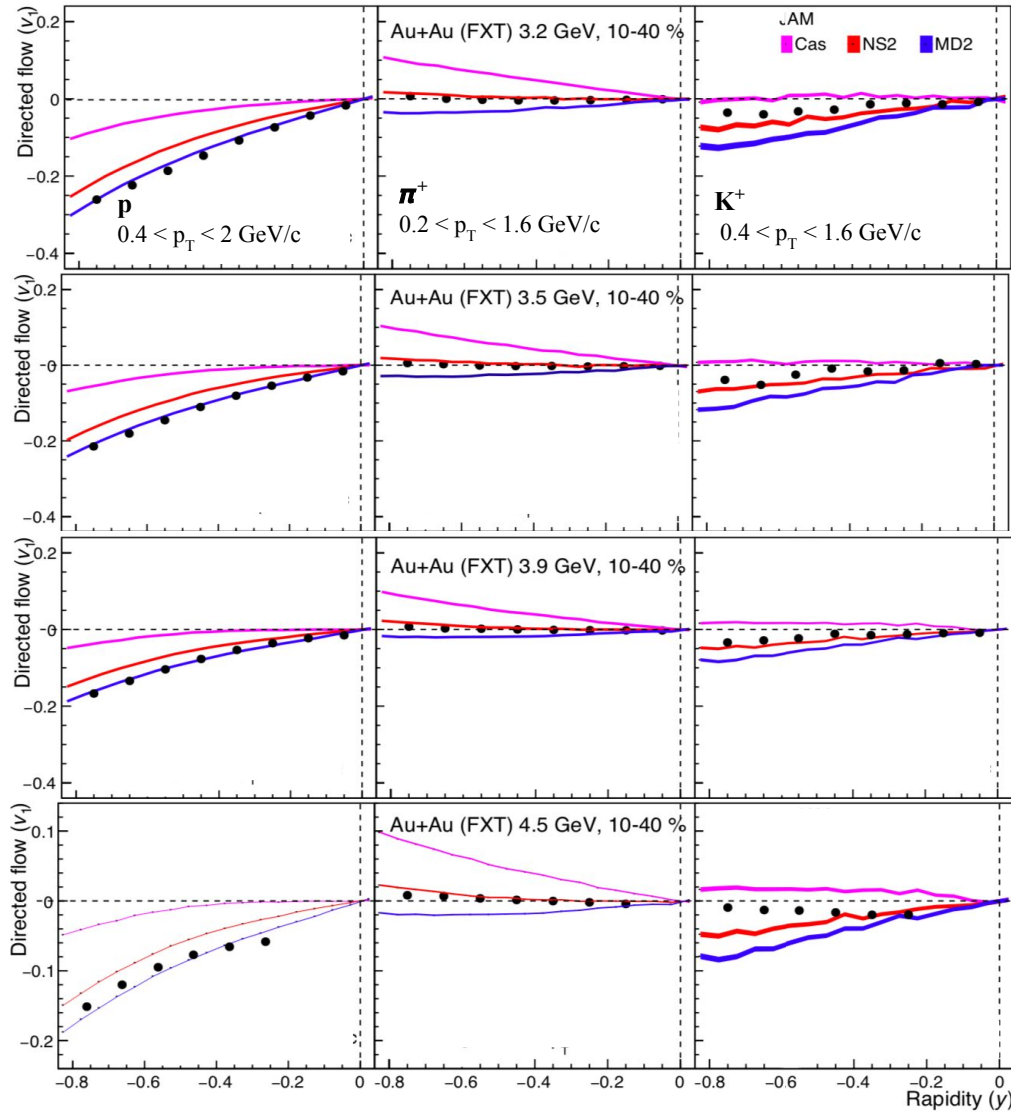 Directed flow (v1)
0.2
0
−0.2
−0.4
p
0.4 < pT < 2 GeV/c
Au+Au (FXT) 3.2 GeV, 10-40 %
π+
0.2 < pT < 1.6 GeV/c
JAM
Cas NS2 MD2
K+
0.4 < pT < 1.6 GeV/c
Directed flow (v1)
0.2
−0
−0.2
−0.4
Au+Au (FXT) 3.5 GeV, 10-40 %
Directed flow (v1)
0.2
−0
−0.2
−0.4
Au+Au (FXT) 3.9 GeV, 10-40 %
Directed flow (v1)
0.1
−0
−0.1
−0.2
Au+Au (FXT) 4.5 GeV, 10-40 %
T
−0.8 −0.6 −0.4 −0.2 0 −0.8 −0.6 −0.4 −0.2 0 −0.8 −0.6 −0.4 −0.2 0
Rapidity (y)